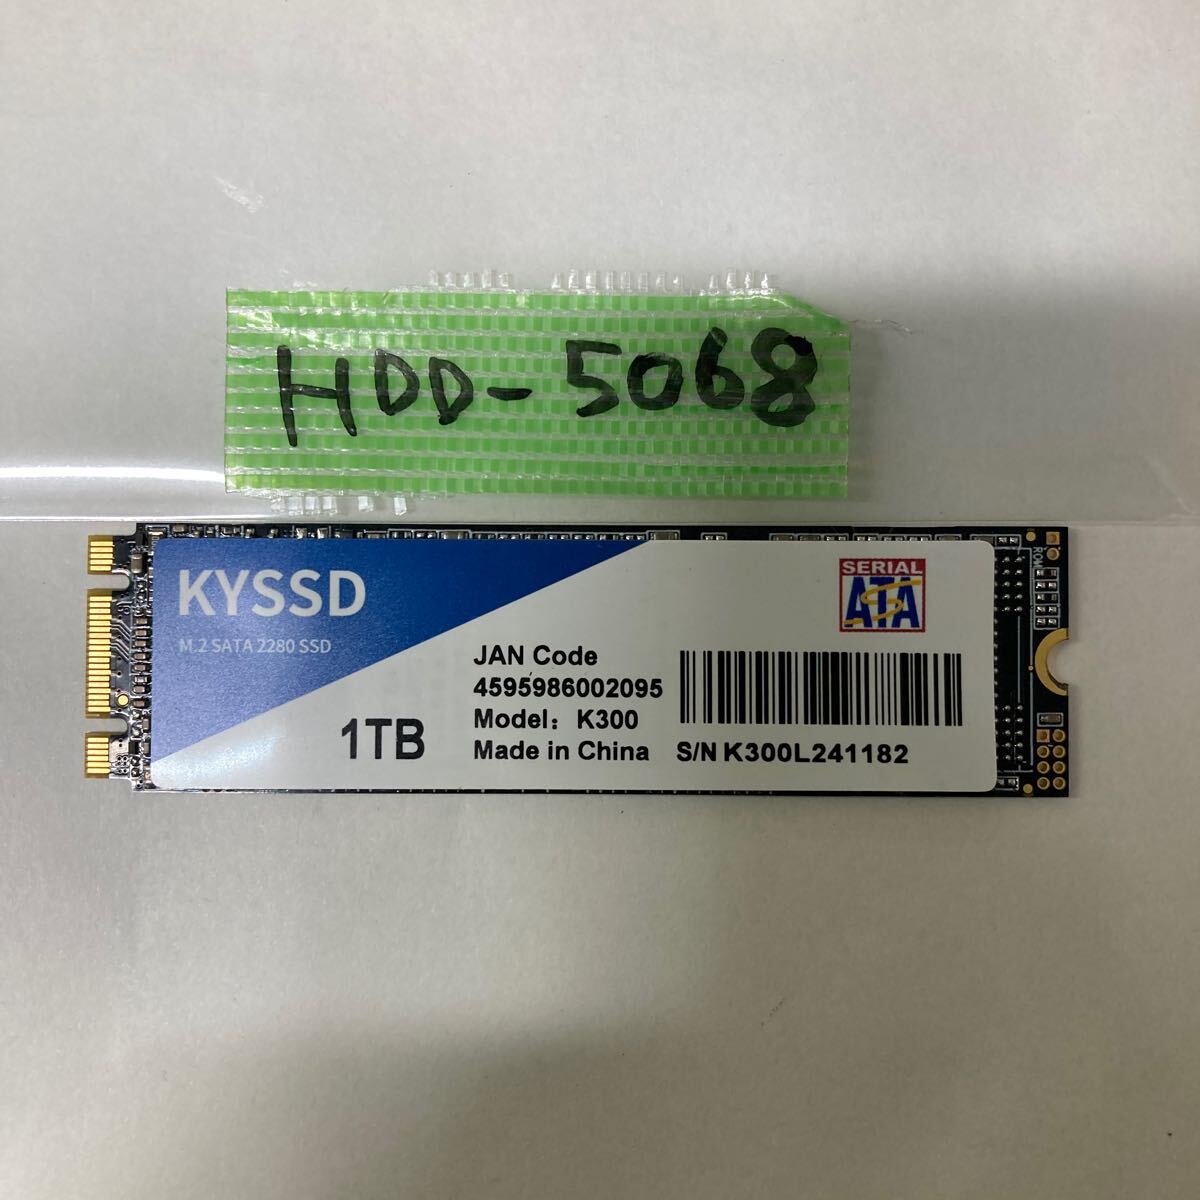 HDD-5068
KYSSD
M.2 SATA 2280 SSD
SERIAL
ATA
JAN Code
4595986002095
Model: K300
Made in China
1TB
S/N K300L241182
ROW